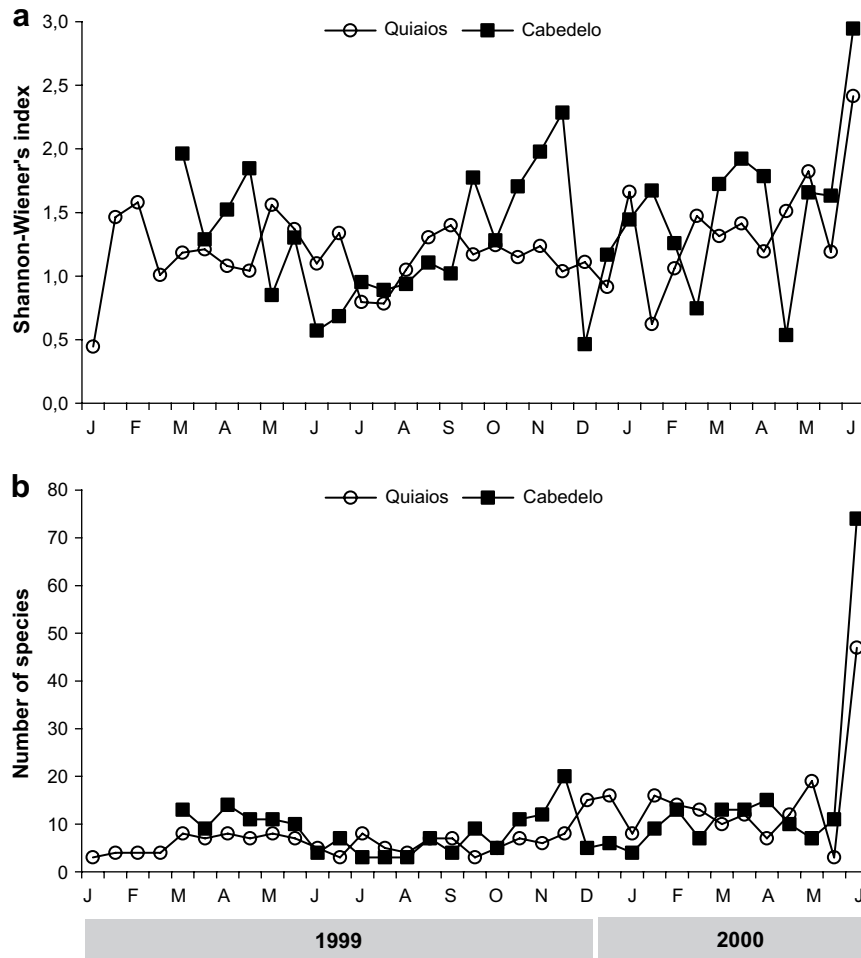 a
Quiaios Cabedelo
Shannon-Wiener's index
3,0
2,5
2,0
1,5
1,0
0,5
0,0
J F M A M J J A S O N D J F M A M J
b
Quiaios Cabedelo
Number of species
80
70
60
50
40
30
20
10
0
J F M A M J J A S O N D J F M A M J
1999 2000